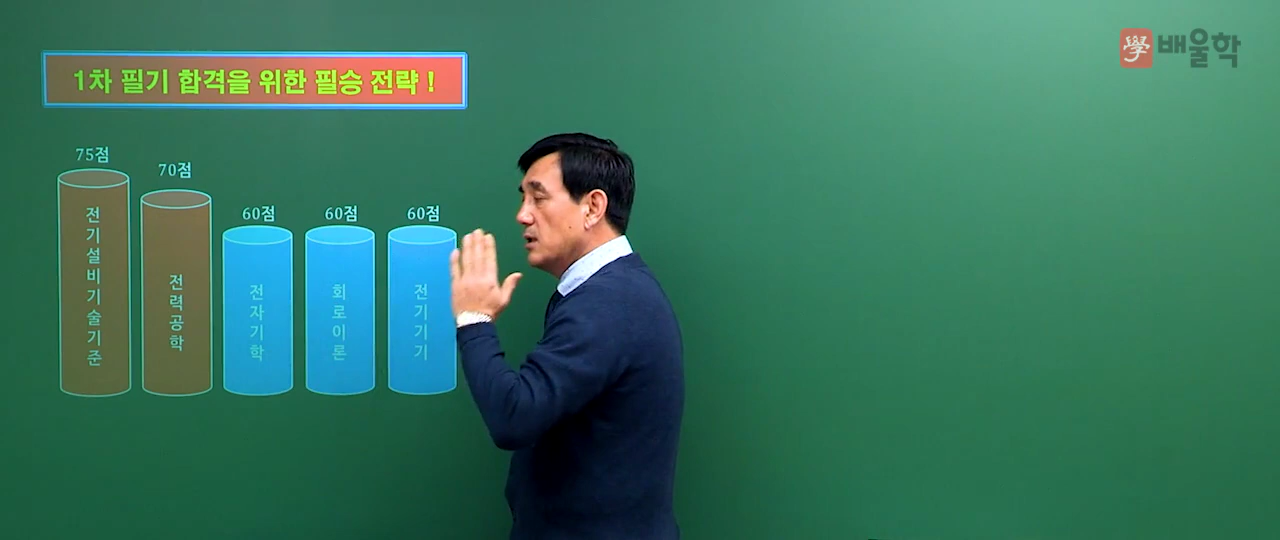 學 배울학
1차 필기 합격을 위한 필승 전략 !
75점
70점
60점
60점
60점
전기설비기술기준
전력공학
전자기학
회로이론
전기기기